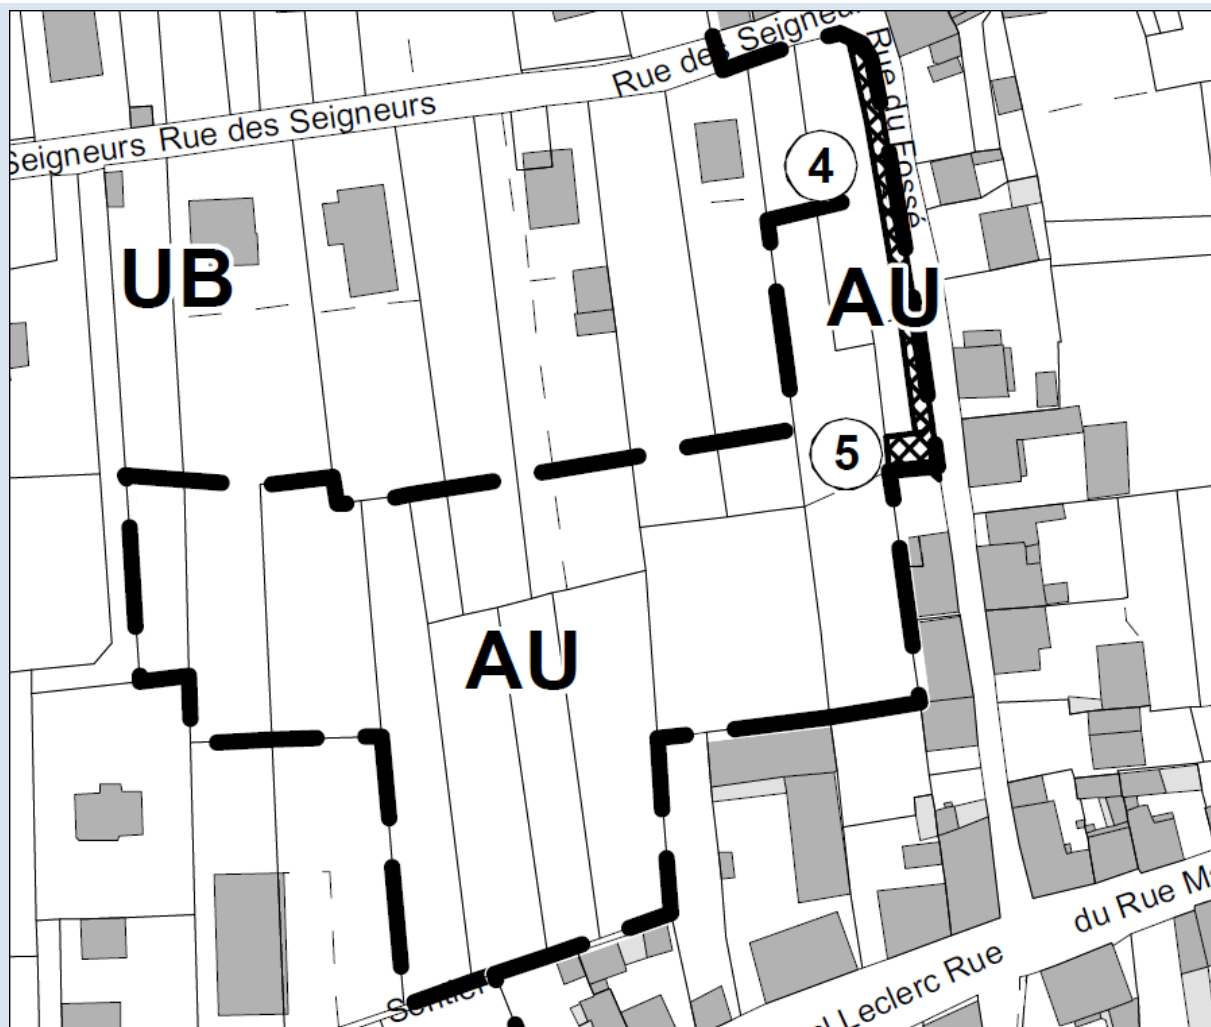 Rue des Seigneurs
Seigneurs Rue des Seigneurs
Rue du Fossé
4
UB
AU
5
AU
Sentier
du Rue
Leclerc Rue